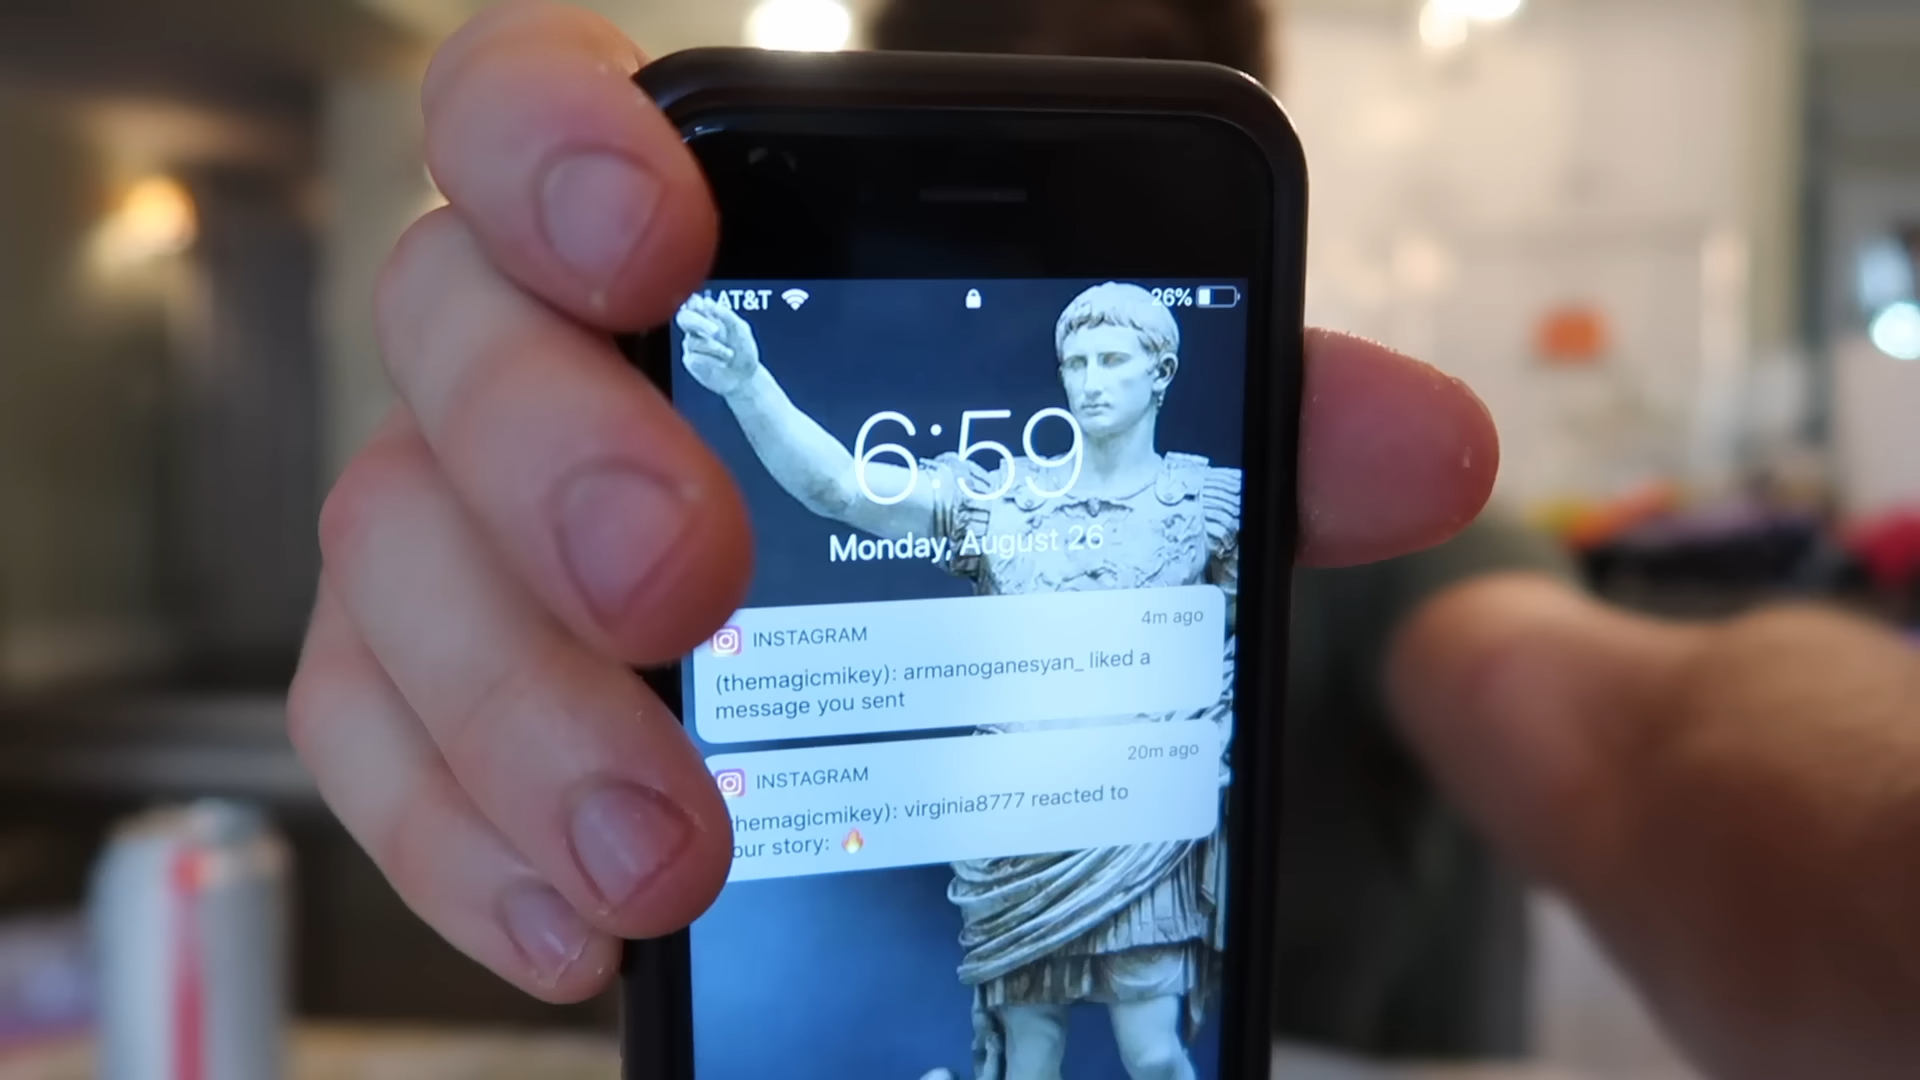 AT&T
26%
6:59
Monday, August 26
INSTAGRAM
4m ago
(themagicmikey): armanoganesyan_ liked a
message you sent
INSTAGRAM
20m ago
themagicmikey): virginia8777 reacted to
our story: 🔥